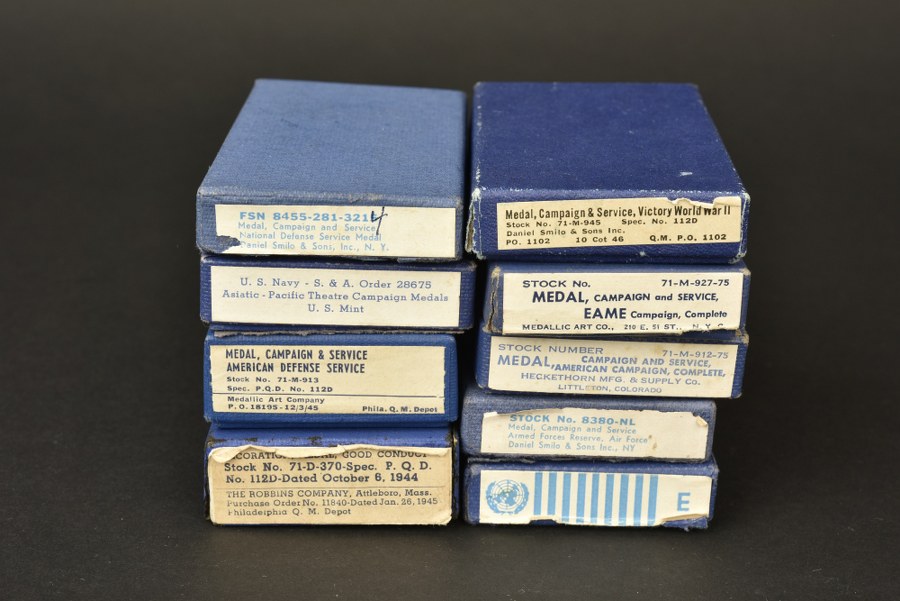 FSN 8455-281-3214
Medal, Campaign and Service
National Defense Service Medal
Daniel Smilo & Sons, Inc., N. Y.
U. S. Navy - S. & A. Order 28675
Asiatic - Pacific Theatre Campaign Medals
U. S. Mint
MEDAL, CAMPAIGN & SERVICE
AMERICAN DEFENSE SERVICE
Stock No. 71-M-913
Spec. P.Q.D. No. 112D
Medallic Art Company
P.O. 18195 - 12/3/45 Phila. Q. M. Depot
GOOD CONDUCT
Stock No. 71-D-370-Spec. P. Q. D.
No. 112D-Dated October 6, 1944
THE ROBBINS COMPANY, Attleboro, Mass.
Purchase Order No. 11840-Dated Jan. 26, 1945
Philadelphia Q. M. Depot
Medal, Campaign & Service, Victory World War II
Stock No. 71-M-945 Spec. No. 112D
Daniel Smilo & Sons Inc.
PO. 1102 10 Oct 46 Q.M. P.O. 1102
STOCK No. 71-M-927-75
MEDAL, CAMPAIGN and SERVICE,
EAME Campaign, Complete
MEDALLIC ART CO., 210 E. 51 ST., N.Y.C.
STOCK NUMBER 71-M-912-75
MEDAL, CAMPAIGN AND SERVICE,
AMERICAN CAMPAIGN, COMPLETE,
HECKETHORN MFG. & SUPPLY CO.
LITTLETON, COLORADO
STOCK No. 8380-NL
Medal, Campaign and Service
Armed Forces Reserve, Air Force
Daniel Smilo & Sons Inc., NY
E